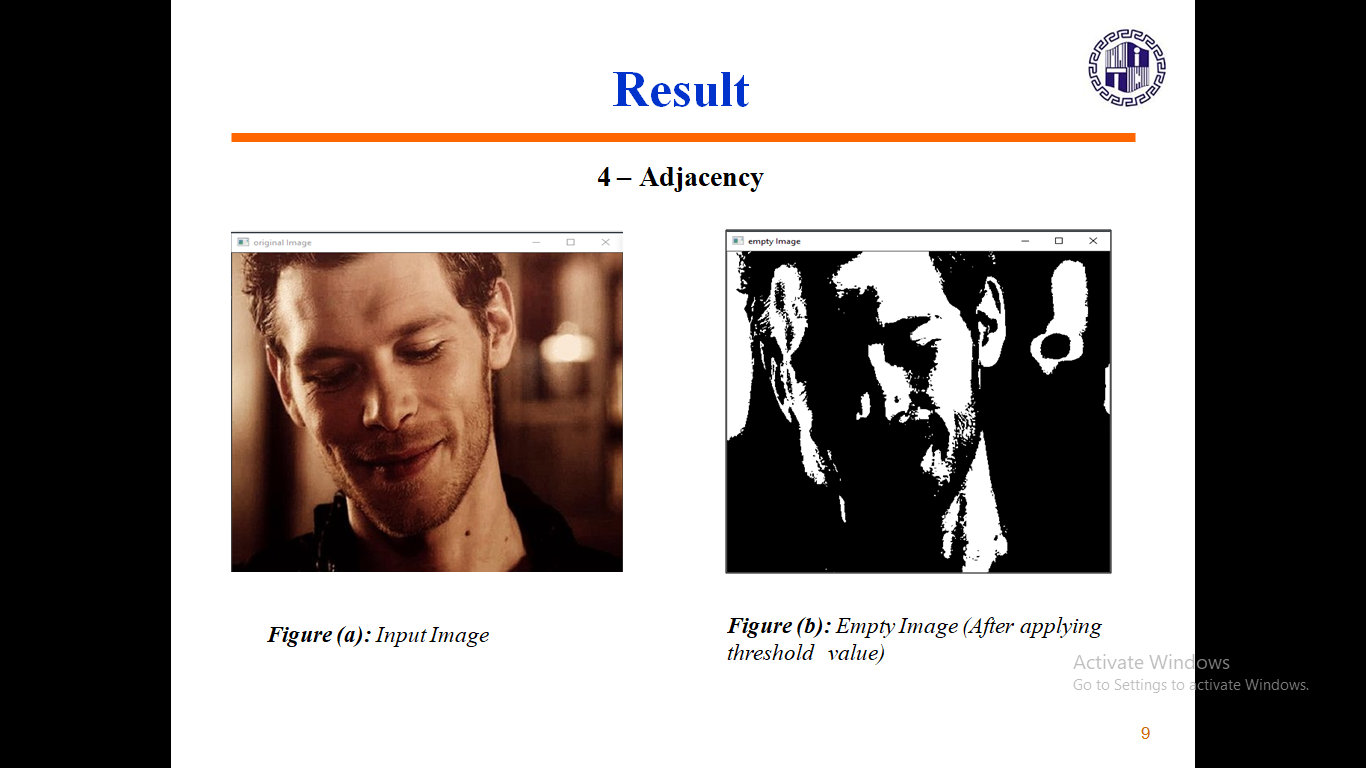 Result
4 – Adjacency
original Image
empty Image
Figure (a): Input Image
Figure (b): Empty Image (After applying
threshold value)
Activate Windows
Go to Settings to activate Windows.
9